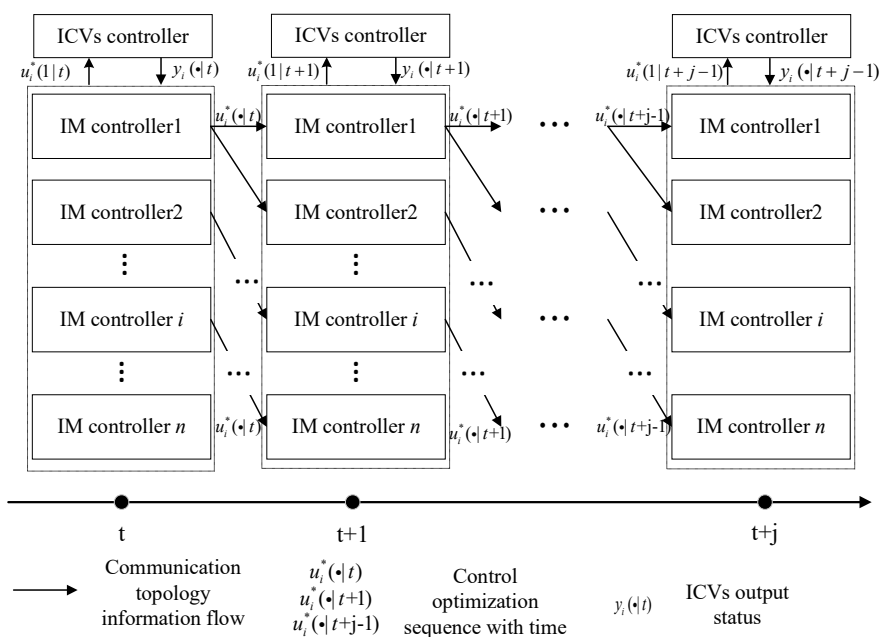 ICVs controller ICVs controller ICVs controller
u_i^*(1|t) y_i(•|t) u_i^*(1|t+1) y_i(•|t+1) u_i^*(1|t+j−1) y_i(•|t+j−1)
IM controller1 u_i^*(•|t) IM controller1 u_i^*(•|t+1) ••• u_i^*(•|t+j-1) IM controller1
IM controller2 IM controller2 ••• IM controller2
IM controller i IM controller i ••• IM controller i
IM controller n u_i^*(•|t) IM controller n u_i^*(•|t+1) ••• u_i^*(•|t+j-1) IM controller n
t t+1 t+j
Communication
topology
information flow
u_i^*(•|t)
u_i^*(•|t+1)
u_i^*(•|t+j-1)
Control
optimization
sequence with time
y_i(•|t)
ICVs output
status